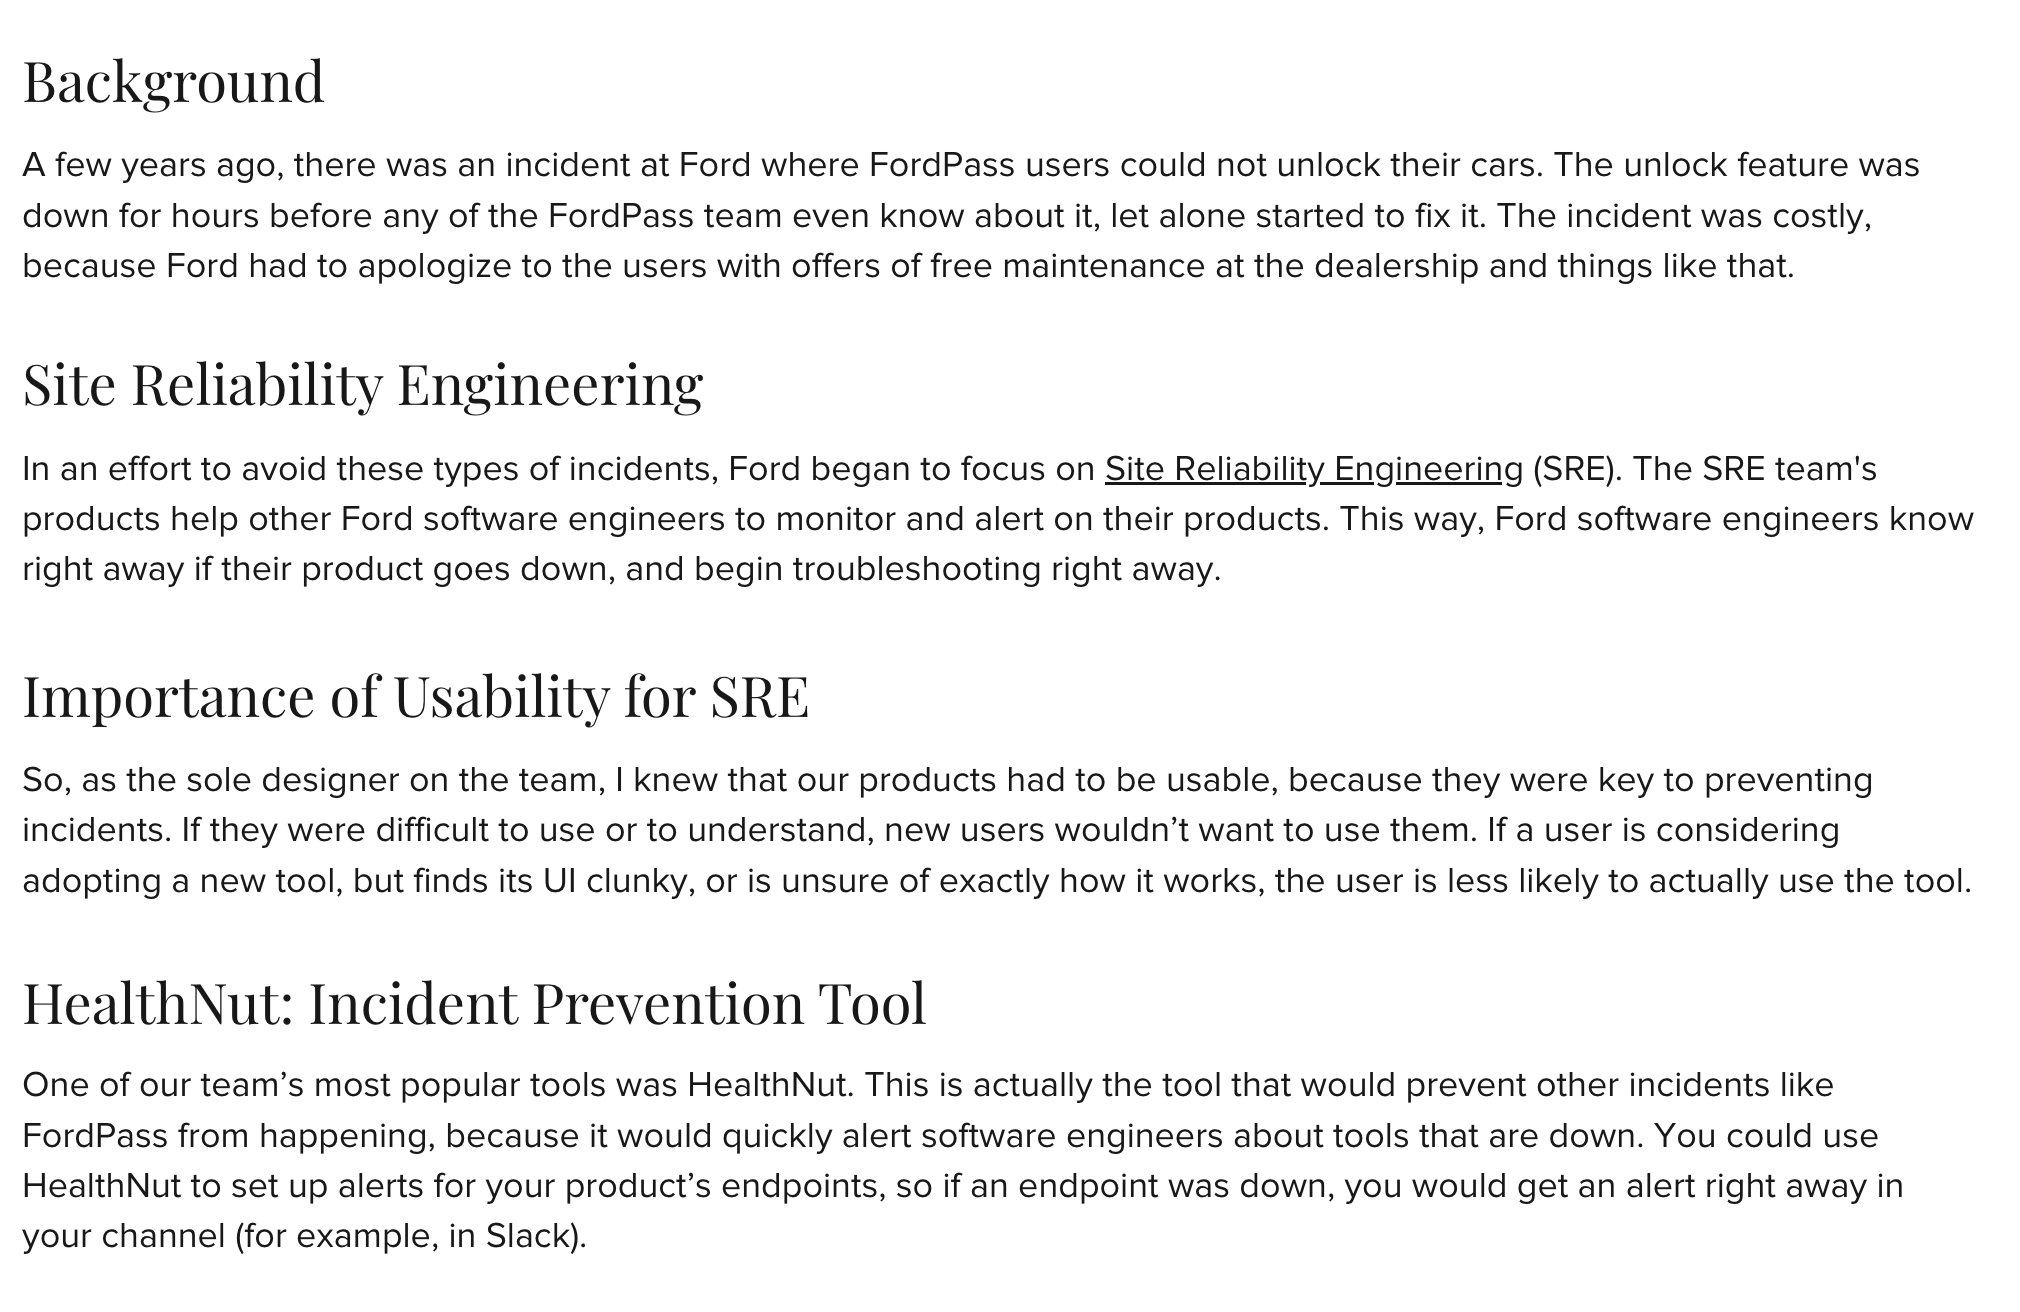 Background
A few years ago, there was an incident at Ford where FordPass users could not unlock their cars. The unlock feature was
down for hours before any of the FordPass team even know about it, let alone started to fix it. The incident was costly,
because Ford had to apologize to the users with offers of free maintenance at the dealership and things like that.
Site Reliability Engineering
In an effort to avoid these types of incidents, Ford began to focus on Site Reliability Engineering (SRE). The SRE team's
products help other Ford software engineers to monitor and alert on their products. This way, Ford software engineers know
right away if their product goes down, and begin troubleshooting right away.
Importance of Usability for SRE
So, as the sole designer on the team, I knew that our products had to be usable, because they were key to preventing
incidents. If they were difficult to use or to understand, new users wouldn’t want to use them. If a user is considering
adopting a new tool, but finds its UI clunky, or is unsure of exactly how it works, the user is less likely to actually use the tool.
HealthNut: Incident Prevention Tool
One of our team’s most popular tools was HealthNut. This is actually the tool that would prevent other incidents like
FordPass from happening, because it would quickly alert software engineers about tools that are down. You could use
HealthNut to set up alerts for your product’s endpoints, so if an endpoint was down, you would get an alert right away in
your channel (for example, in Slack).